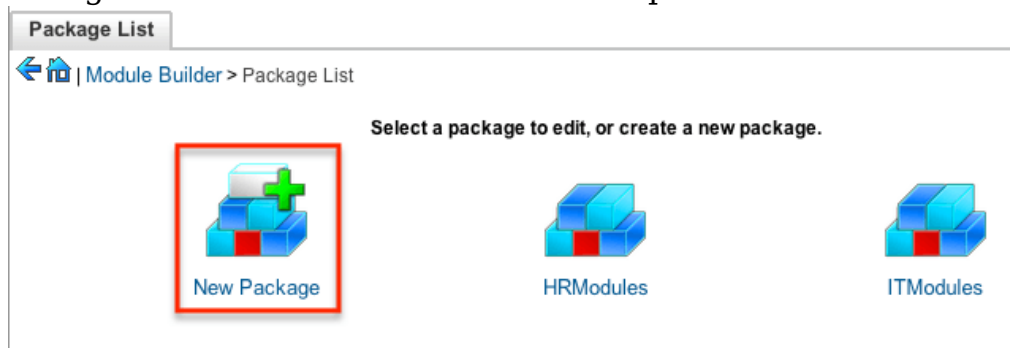 Package List
| Module Builder > Package List
Select a package to edit, or create a new package.
New Package
HRModules
ITModules